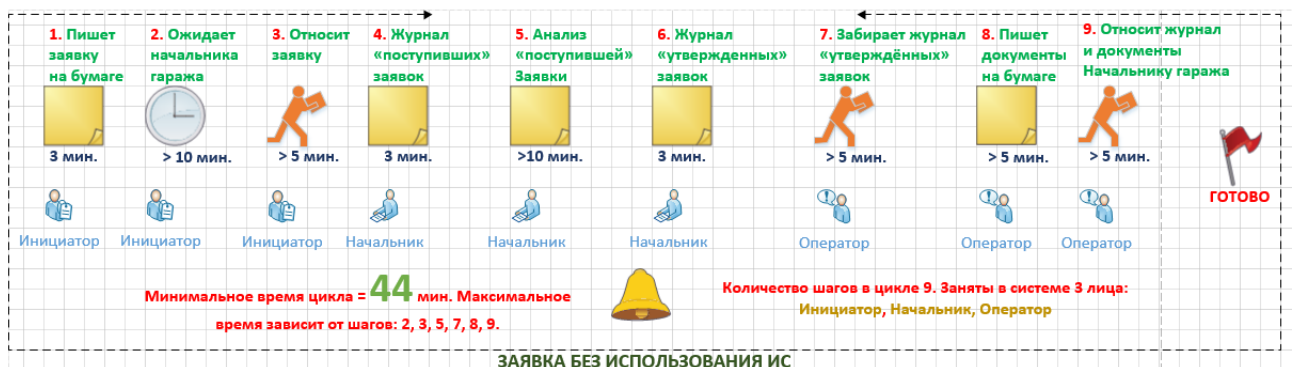 1. Пишет
заявку
на бумаге
2. Ожидает
начальника
гаража
3. Относит
заявку
4. Журнал
«поступивших»
заявок
5. Анализ
«поступившей»
Заявки
6. Журнал
«утвержденных»
заявок
7. Забирает журнал
«утверждённых»
заявок
8. Пишет
документы
на бумаге
9. Относит журнал
и документы
Начальнику гаража
3 мин.
> 10 мин.
> 5 мин.
3 мин.
>10 мин.
3 мин.
> 5 мин.
> 5 мин.
> 5 мин.
ГОТОВО
Инициатор
Инициатор
Инициатор
Начальник
Начальник
Начальник
Оператор
Оператор
Оператор
Минимальное время цикла = 44 мин. Максимальное
время зависит от шагов: 2, 3, 5, 7, 8, 9.
Количество шагов в цикле 9. Заняты в системе 3 лица:
Инициатор, Начальник, Оператор
ЗАЯВКА БЕЗ ИСПОЛЬЗОВАНИЯ ИС